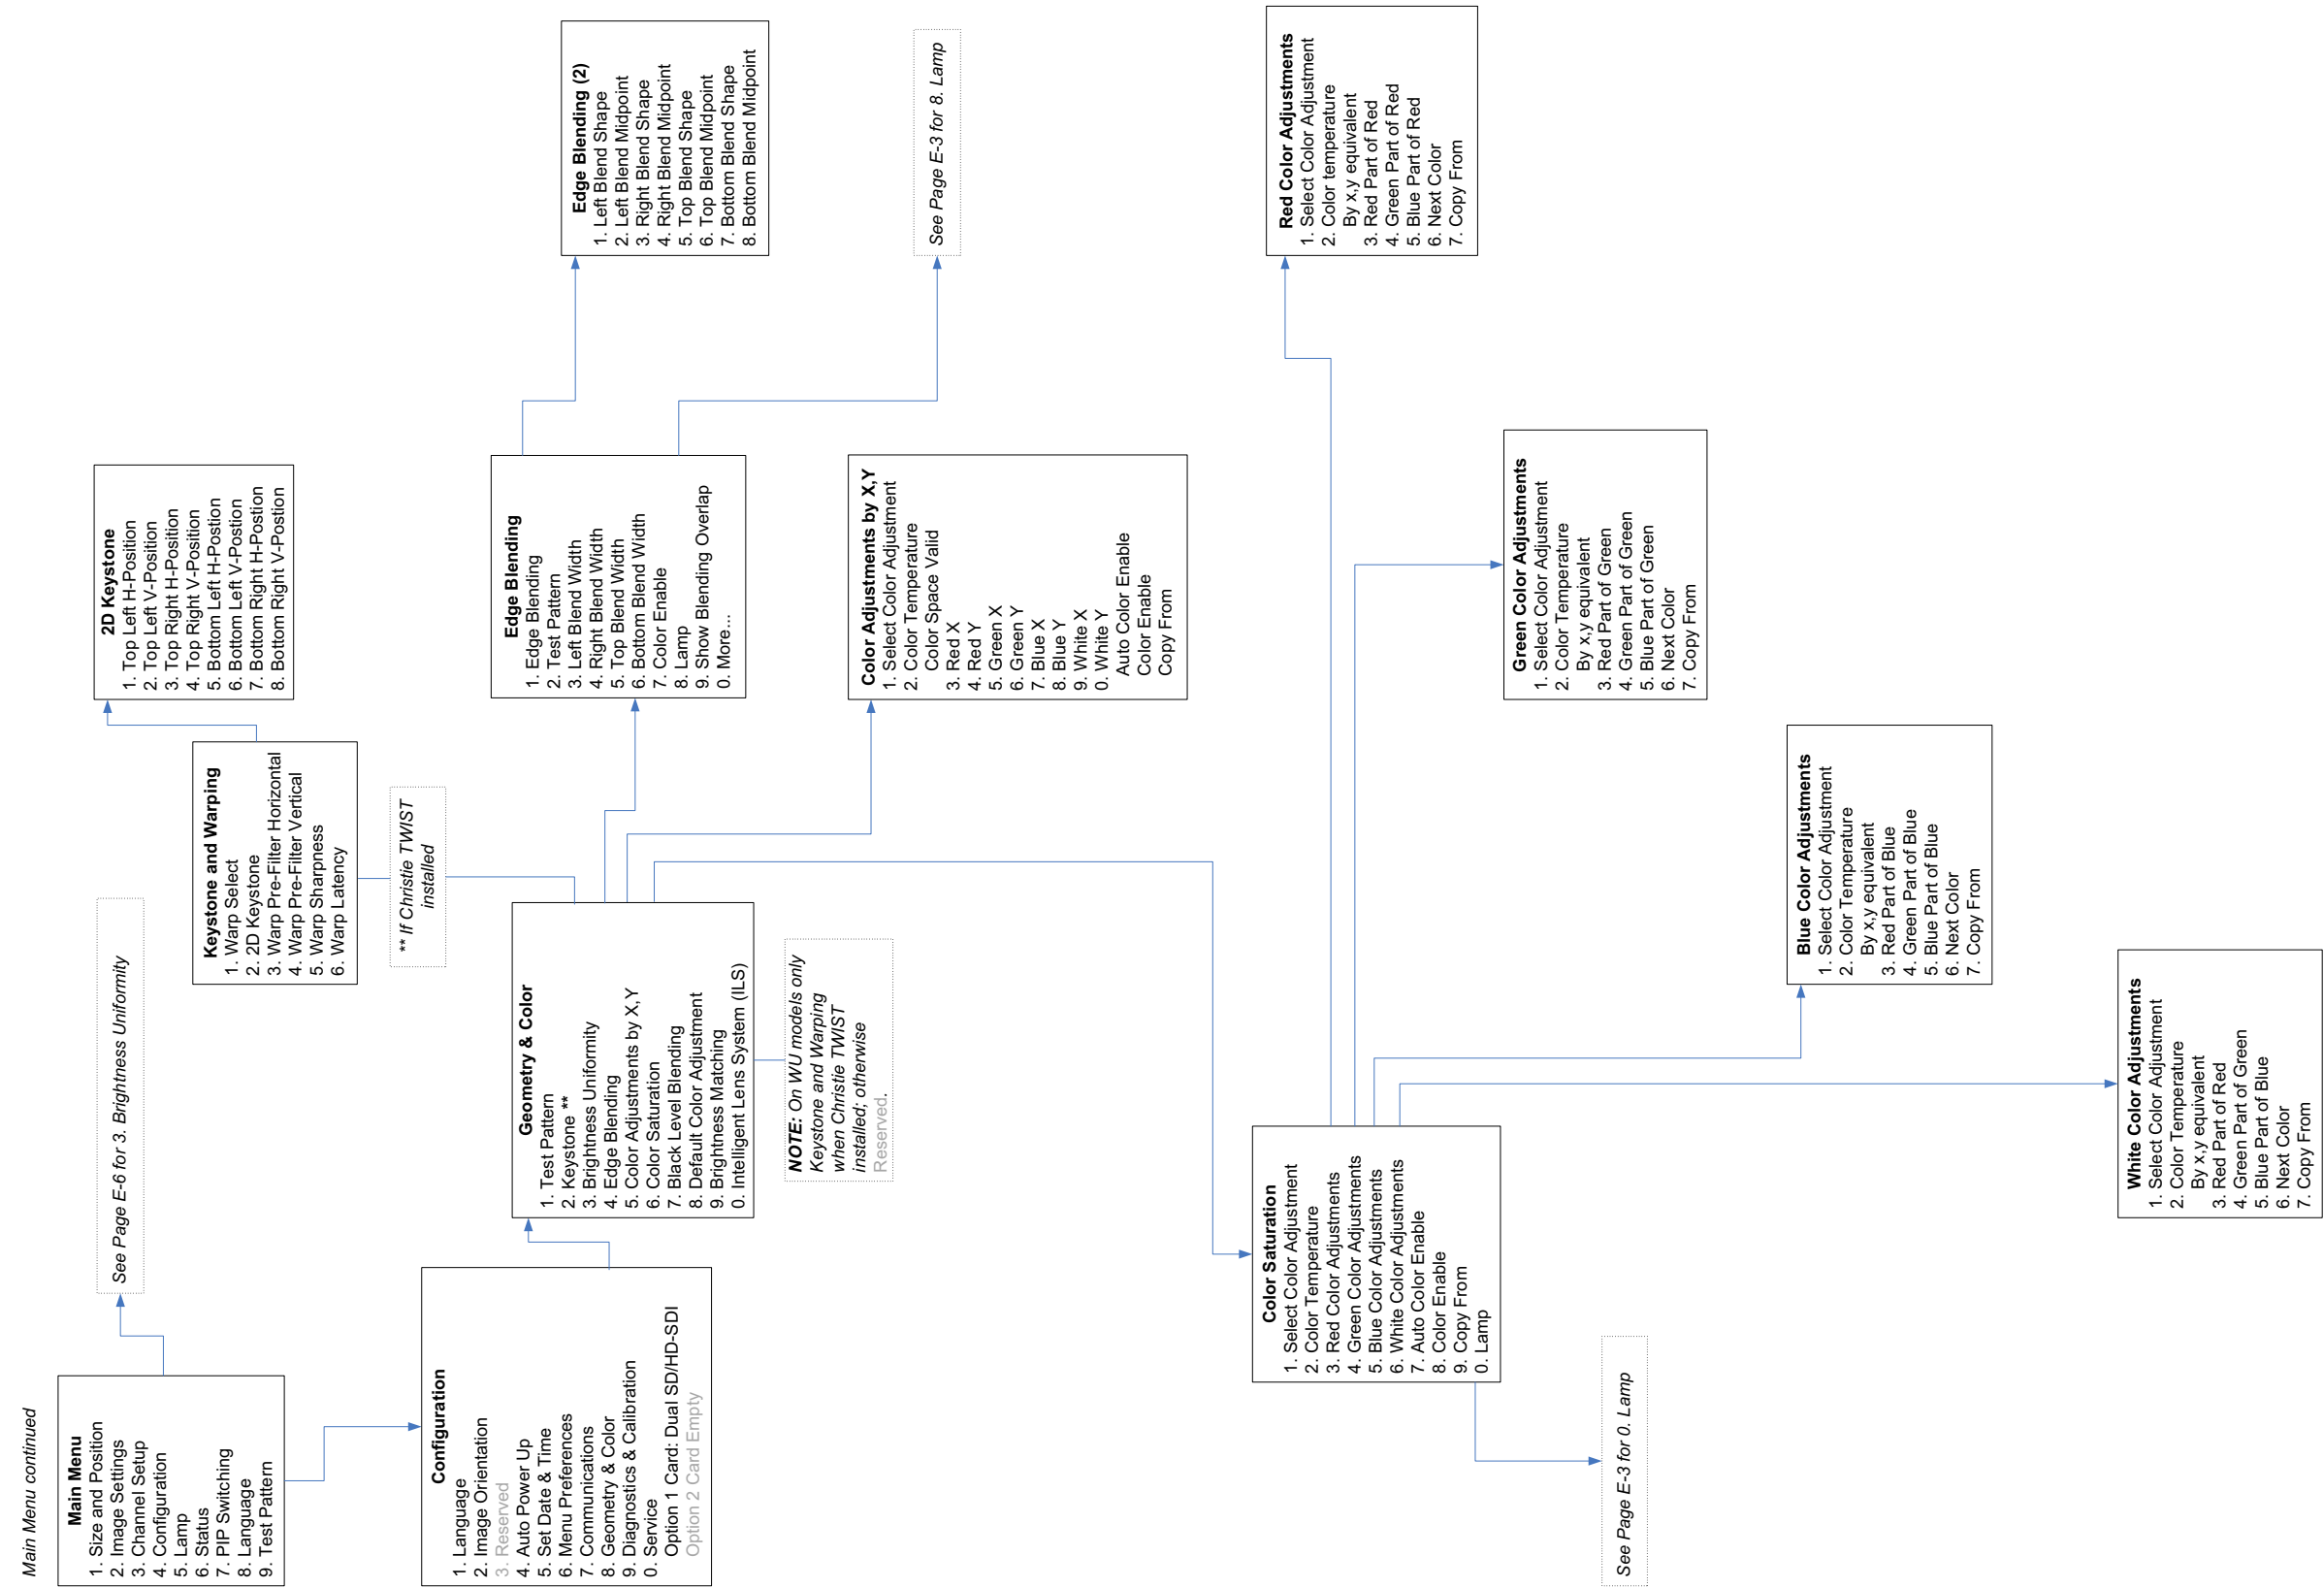 Main Menu continued
Main Menu
1. Size and Position
2. Image Settings
3. Channel Setup
4. Configuration
5. Lamp
6. Status
7. PIP Switching
8. Language
9. Test Pattern
See Page E-6 for 3. Brightness Uniformity
Keystone and Warping
1. Warp Select
2. 2D Keystone
3. Warp Pre-Filter Horizontal
4. Warp Pre-Filter Vertical
5. Warp Sharpness
6. Warp Latency
2D Keystone
1. Top Left H-Position
2. Top Left V-Position
3. Top Right H-Position
4. Top Right V-Position
5. Bottom Left H-Postion
6. Bottom Left V-Postion
7. Bottom Right H-Postion
8. Bottom Right V-Postion
** If Christie TWIST
installed
Configuration
1. Language
2. Image Orientation
3. Reserved
4. Auto Power Up
5. Set Date & Time
6. Menu Preferences
7. Communications
8. Geometry & Color
9. Diagnostics & Calibration
0. Service
Option 1 Card: Dual SD/HD-SDI
Option 2 Card Empty
Geometry & Color
1. Test Pattern
2. Keystone **
3. Brightness Uniformity
4. Edge Blending
5. Color Adjustments by X,Y
6. Color Saturation
7. Black Level Blending
8. Default Color Adjustment
9. Brightness Matching
0. Intelligent Lens System (ILS)
NOTE: On WU models only
Keystone and Warping
when Christie TWIST
installed; otherwise
Reserved.
Edge Blending
1. Edge Blending
2. Test Pattern
3. Left Blend Width
4. Right Blend Width
5. Top Blend Width
6. Bottom Blend Width
7. Color Enable
8. Lamp
9. Show Blending Overlap
0. More...
Edge Blending (2)
1. Left Blend Shape
2. Left Blend Midpoint
3. Right Blend Shape
4. Right Blend Midpoint
5. Top Blend Shape
6. Top Blend Midpoint
7. Bottom Blend Shape
8. Bottom Blend Midpoint
See Page E-3 for 8. Lamp
Color Adjustments by X,Y
1. Select Color Adjustment
2. Color Temperature
Color Space Valid
3. Red X
4. Red Y
5. Green X
6. Green Y
7. Blue X
8. Blue Y
9. White X
0. White Y
Auto Color Enable
Color Enable
Copy From
Color Saturation
1. Select Color Adjustment
2. Color Temperature
3. Red Color Adjustments
4. Green Color Adjustments
5. Blue Color Adjustments
6. White Color Adjustments
7. Auto Color Enable
8. Color Enable
9. Copy From
0. Lamp
See Page E-3 for 0. Lamp
Red Color Adjustments
1. Select Color Adjustment
2. Color temperature
By x,y equivalent
3. Red Part of Red
4. Green Part of Red
5. Blue Part of Red
6. Next Color
7. Copy From
Green Color Adjustments
1. Select Color Adjustment
2. Color Temperature
By x,y equivalent
3. Red Part of Green
4. Green Part of Green
5. Blue Part of Green
6. Next Color
7. Copy From
Blue Color Adjustments
1. Select Color Adjustment
2. Color Temperature
By x,y equivalent
3. Red Part of Blue
4. Green Part of Blue
5. Blue Part of Blue
6. Next Color
7. Copy From
White Color Adjustments
1. Select Color Adjustment
2. Color Temperature
By x,y equivalent
3. Red Part of Red
4. Green Part of Green
5. Blue Part of Blue
6. Next Color
7. Copy From